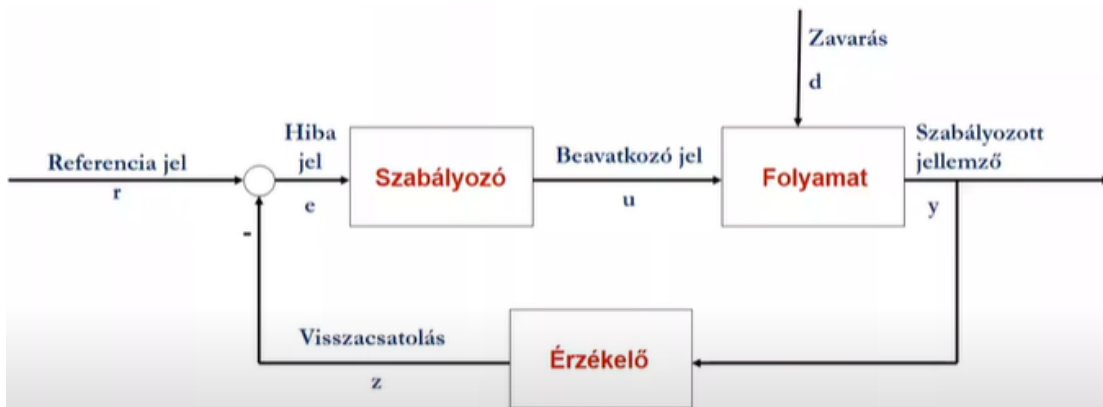 Zavarás
d
Hiba
jel
Szabályozott
jellemző
Referencia jel
Beavatkozó jel
Szabályozó
Folyamat
r
e
u
y
-
Visszacsatolás
Érzékelő
z